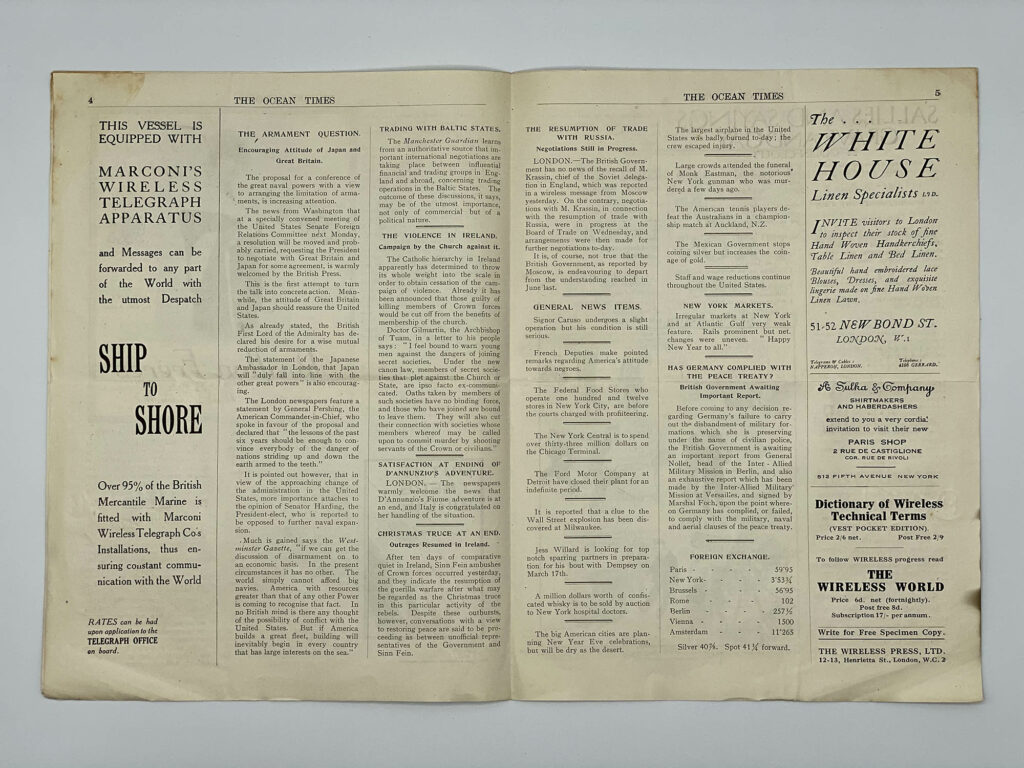 4
THE OCEAN TIMES
THIS VESSEL IS
EQUIPPED WITH
MARCONI'S
WIRELESS
TELEGRAPH
APPARATUS
and Messages can be
forwarded to any part
of the World with
the utmost Despatch
SHIP
TO
SHORE
Over 95% of the British
Mercantile Marine is
fitted with Marconi
Wireless Telegraph Co's
Installations, thus en-
suring constant commu-
nication with the World
RATES can be had
upon application to the
TELEGRAPH OFFICE
on board.
THE ARMAMENT QUESTION.
Encouraging Attitude of Japan and
Great Britain.
The proposal for a conference of
the great naval powers with a view
to arranging the limitation of arma-
ments, is increasing attention.
The news from Washington that
at a specially convened meeting of
the United States Senate Foreign
Relations Committee next Monday,
a resolution will be moved and prob-
ably carried, requesting the President
to negotiate with Great Britain and
Japan for some agreement, is warmly
welcomed by the British Press.
This is the first attempt to turn
the talk into concrete action. Mean-
while, the attitude of Great Britain
and Japan should reassure the United
States.
As already stated, the British
First Lord of the Admiralty has de-
clared his desire for a wise mutual
reduction of armaments.
The statement of the Japanese
Ambassador in London, that Japan
will "duly fall into line with the
other great powers" is also encourag-
ing.
The London newspapers feature a
statement by General Pershing, the
American Commander-in-Chief, who
spoke in favour of the proposal and
declared that "the lessons of the past
six years should be enough to con-
vince everybody of the danger of
nations striding up and down the
earth armed to the teeth."
It is pointed out however, that in
view of the approaching change of
the administration in the United
States, more importance attaches to
the opinion of Senator Harding, the
President-elect, who is reported to
be opposed to further naval expan-
sion.
Much is gained says the West-
minster Gazette, "if we can get the
discussion of disarmament on to
an economic basis. In the present
circumstances it has no other. The
world simply cannot afford big
navies. America with resources
greater than that of any other Power
is coming to recognise that fact. In
no British mind is there any thought
of the possibility of conflict with the
United States. But if America
builds a great fleet, building will
inevitably begin in every country
that has large interests on the sea."
TRADING WITH BALTIC STATES.
The Manchester Guardian learns
from an authoritative source that im-
portant international negotiations are
taking place between influential
financial and trading groups in Eng-
land and abroad, concerning trading
operations in the Baltic States. The
outcome of these discussions, it says,
may be of the utmost importance,
not only of commercial but of a
political nature.
THE VIOLENCE IN IRELAND.
Campaign by the Church against it.
The Catholic hierarchy in Ireland
apparently has determined to throw
its whole weight into the scale in
order to obtain cessation of the cam-
paign of violence. Already it has
been announced that those guilty of
killing members of Crown forces
would be cut off from the benefits of
membership of the church.
Doctor Gilmartin, the Archbishop
of Tuam, in a letter to his people
says: "I feel bound to warn young
men against the dangers of joining
secret societies. Under the new
canon law, members of secret socie-
ties that plot against the Church or
State, are ipso facto ex-communi-
cated. Oaths taken by members of
such societies have no binding force,
and those who have joined are bound
to leave them. They will also cut
their connection with societies whose
members whereof may be called
upon to commit murder by shooting
servants of the Crown or civilians."
SATISFACTION AT ENDING OF
D'ANNUNZIO'S ADVENTURE.
LONDON. — The newspapers
warmly welcome the news that
D'Annunzio's Fiume adventure is at
an end, and Italy is congratulated on
her handling of the situation.
CHRISTMAS TRUCE AT AN END.
Outrages Resumed in Ireland.
After ten days of comparative
quiet in Ireland, Sinn Fein ambushes
of Crown forces occurred yesterday,
and they indicate the resumption of
the guerilla warfare after what may
be regarded as the Christmas truce
in this particular activity of the
rebels. Despite these outbursts,
however, conversations with a view
to restoring peace are said to be pro-
ceeding as between unofficial repre-
sentatives of the Government and
Sinn Fein.
THE OCEAN TIMES
5
THE RESUMPTION OF TRADE
WITH RUSSIA.
Negotiations Still in Progress.
LONDON.—The British Govern-
ment has no news of the recall of M.
Krassin, chief of the Soviet delega-
tion in England, which was reported
in a wireless message from Moscow
yesterday. On the contrary, negotia-
tions with M. Krassin, in connection
with the resumption of trade with
Russia, were in progress at the
Board of Trade on Wednesday, and
arrangements were then made for
further negotiations to-day.
It is, of course, not true that the
British Government, as reported by
Moscow, is endeavouring to depart
from the understanding reached in
June last.
GENERAL NEWS ITEMS.
Signor Caruso undergoes a slight
operation but his condition is still
serious.
French Deputies make pointed
remarks regarding America's attitude
towards negroes.
The Federal Food Stores who
operate one hundred and twelve
stores in New York City, are before
the courts charged with profiteering.
The New York Central is to spend
over thirty-three million dollars on
the Chicago Terminal.
The Ford Motor Company at
Detroit have closed their plant for an
indefinite period.
It is reported that a clue to the
Wall Street explosion has been dis-
covered at Milwaukee.
Jess Willard is looking for top
notch sparring partners in prepara-
tion for his bout with Dempsey on
March 17th.
A million dollars worth of confis-
cated whisky is to be sold by auction
to New York hospital doctors.
The big American cities are plan-
ning New Year Eve celebrations,
but will be dry as the desert.
The largest airplane in the United
States was badly burned to-day: the
crew escaped injury.
Large crowds attended the funeral
of Monk Eastman, the notorious
New York gunman who was mur-
dered a few days ago.
The American tennis players de-
feat the Australians in a champion-
ship match at Auckland, N.Z.
The Mexican Government stops
coining silver but increases the coin-
age of gold.
Staff and wage reductions continue
throughout the United States.
NEW YORK MARKETS.
Irregular markets at New York
and at Atlantic Gulf very weak
feature. Rails prominent but net.
changes were uneven. "Happy
New Year to all."
HAS GERMANY COMPLIED WITH
THE PEACE TREATY?
British Government Awaiting
Important Report.
Before coming to any decision re-
garding Germany's failure to carry
out the disbandment of military for-
mations which she is preserving
under the name of civilian police,
the British Government is awaiting
an important report from General
Nollet, head of the Inter-Allied
Military Mission in Berlin, and also
an exhaustive report which has been
made by the Inter-Allied Military
Mission at Versailles, and signed by
Marshal Foch, upon the point where-
on Germany has complied, or failed,
to comply with the military, naval
and aerial clauses of the peace treaty.
FOREIGN EXCHANGE.
Paris - - - - 59'95
New York- - - - 3'53¾
Brussels - - - 56'95
Rome - - - - 102
Berlin - - - - 257½
Vienna - - - - 1500
Amsterdam - - - 11'265
Silver 40⅞. Spot 41¼ forward.
The . . .
WHITE
HOUSE
Linen Specialists LTD.
INVITE visitors to London
to inspect their stock of fine
Hand Woven Handkerchiefs,
Table Linen and Bed Linen.
Beautiful hand embroidered lace
Blouses, Dresses, and exquisite
lingerie made on fine Hand Woven
Linen Lawn.
51-52 NEW BOND ST.
LONDON, W.1
Telegrams & Cables: Telephone:
NAPPERON, LONDON. GERRARD.
A Sulka & Company
SHIRTMAKERS
AND HABERDASHERS
extend to you a very cordial
invitation to visit their new
PARIS SHOP
2 RUE DE CASTIGLIONE
COR. RUE DE RIVOLI
512 FIFTH AVENUE NEW YORK
Dictionary of Wireless
Technical Terms
(VEST POCKET EDITION).
Price 2/6 net. Post Free 2/9
To follow WIRELESS progress read
THE
WIRELESS WORLD
Price 6d. net (fortnightly).
Post free 8d.
Subscription 17/- per annum.
Write for Free Specimen Copy.
THE WIRELESS PRESS, LTD.
12-13, Henrietta St., London, W.C. 2